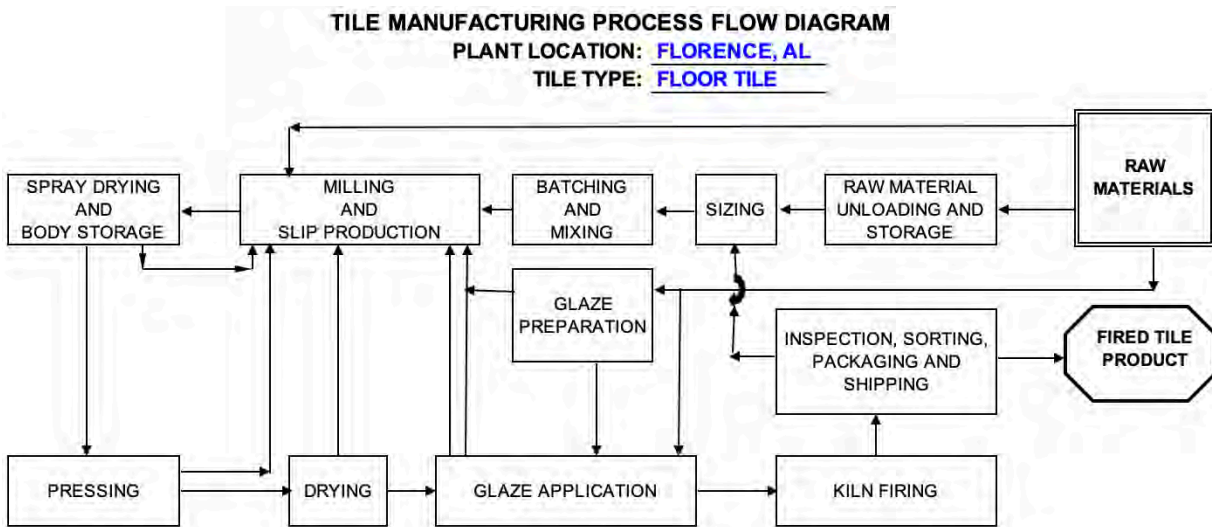 TILE MANUFACTURING PROCESS FLOW DIAGRAM
PLANT LOCATION: FLORENCE, AL
TILE TYPE: FLOOR TILE
RAW
MATERIALS
SPRAY DRYING
AND
BODY STORAGE
MILLING
AND
SLIP PRODUCTION
BATCHING
AND
MIXING
SIZING
RAW MATERIAL
UNLOADING AND
STORAGE
GLAZE
PREPARATION
INSPECTION, SORTING,
PACKAGING AND
SHIPPING
FIRED TILE
PRODUCT
PRESSING
DRYING
GLAZE APPLICATION
KILN FIRING